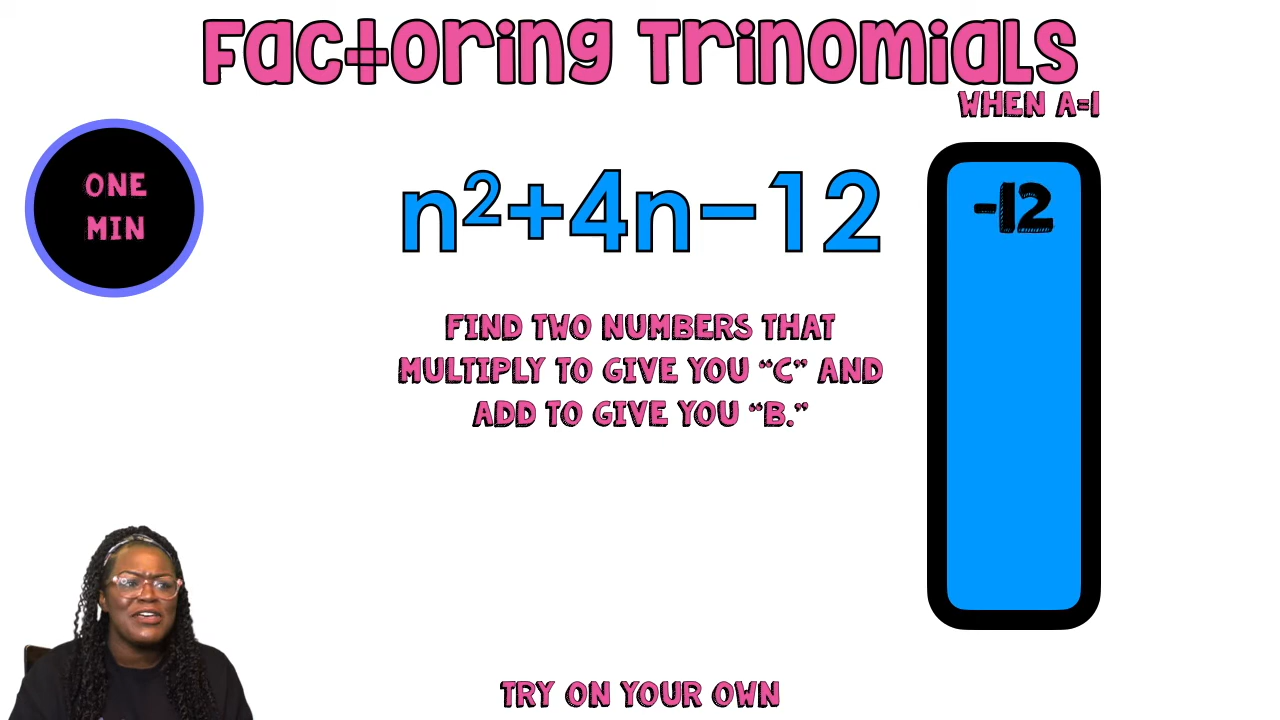 Factoring Trinomials
WHEN A=1
ONE
MIN
n²+4n−12
-12
FIND TWO NUMBERS THAT
MULTIPLY TO GIVE YOU “C” AND
ADD TO GIVE YOU “B.”
TRY ON YOUR OWN